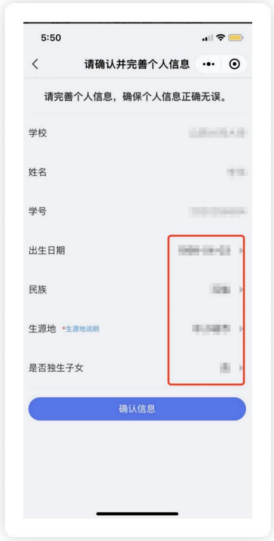 5:50
请确认并完善个人信息
请完善个人信息，确保个人信息正确无误。
学校
姓名
学号
出生日期
民族
生源地 *生源地说明
是否独生子女
确认信息